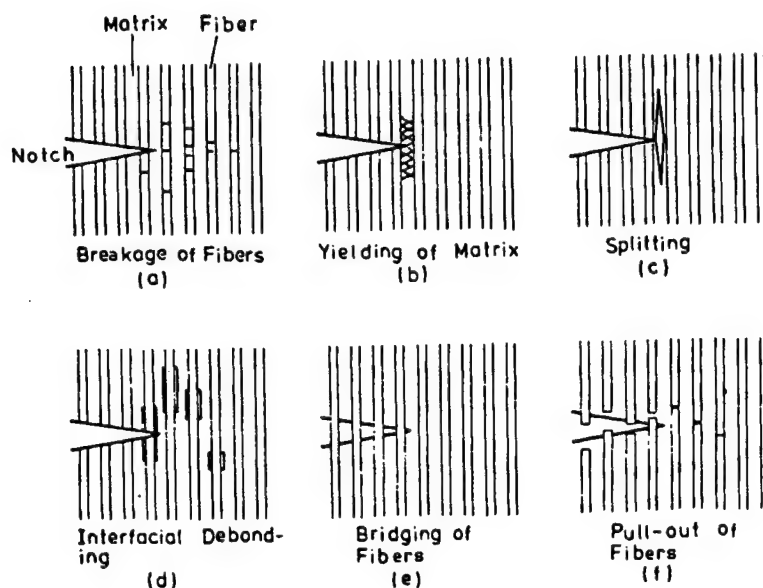 Matrix
Fiber
Notch
Breakage of Fibers
(a)
Yielding of Matrix
(b)
Splitting
(c)
Interfacial Debond-
ing
(d)
Bridging of
Fibers
(e)
Pull-out of
Fibers
(f)